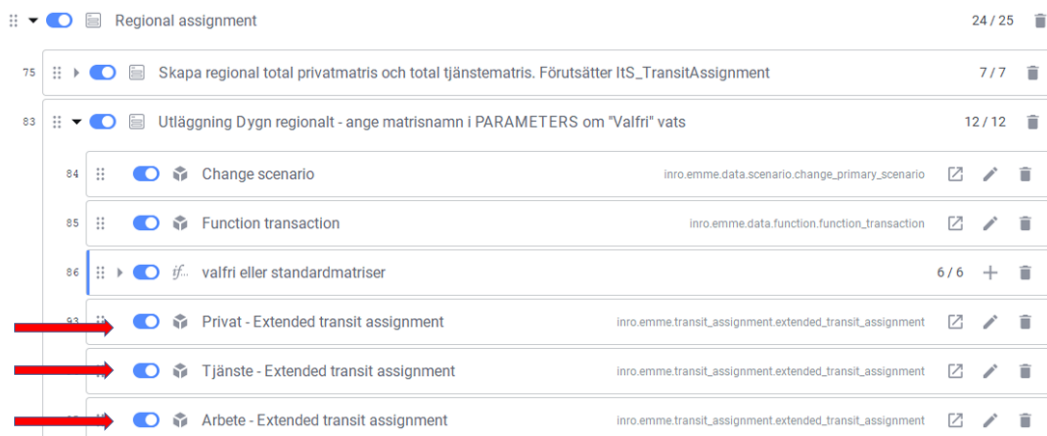 Regional assignment 24 / 25
75 Skapa regional total privatmatris och total tjänstematris. Förutsätter ItS_TransitAssignment 7 / 7
83 Utläggning Dygn regionalt - ange matrisnamn i PARAMETERS om "Valfri" vats 12 / 12
84 Change scenario inro.emme.data.scenario.change_primary_scenario
85 Function transaction inro.emme.data.function.function_transaction
86 if... valfri eller standardmatriser 6 / 6
93 Privat - Extended transit assignment inro.emme.transit_assignment.extended_transit_assignment
Tjänste - Extended transit assignment inro.emme.transit_assignment.extended_transit_assignment
Arbete - Extended transit assignment inro.emme.transit_assignment.extended_transit_assignment